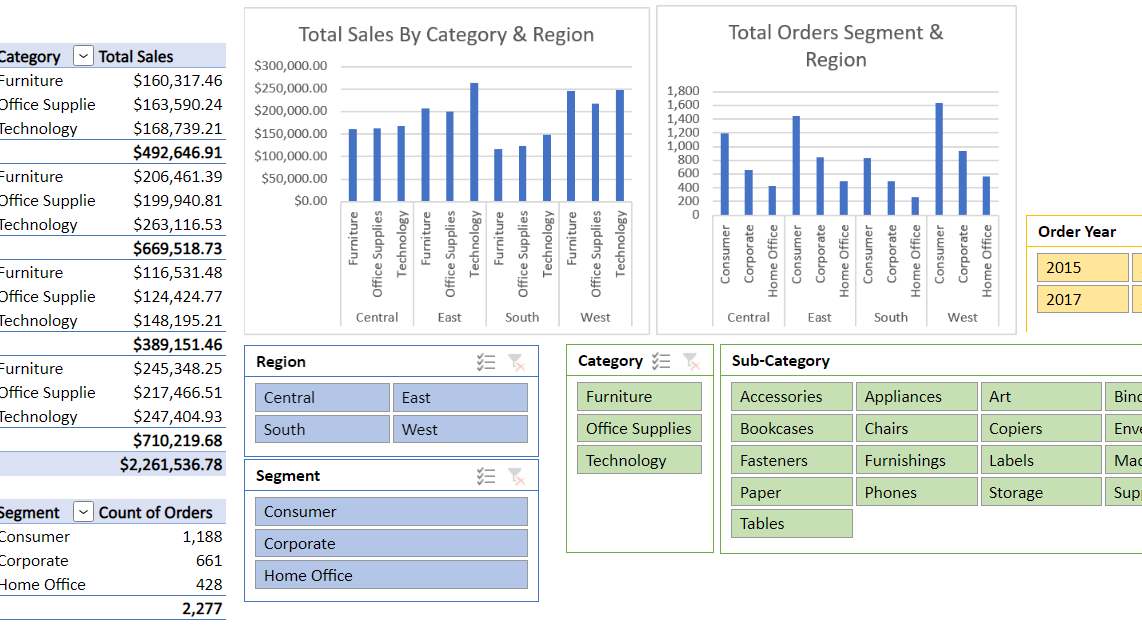 Category Total Sales
Furniture $160,317.46
Office Supplie $163,590.24
Technology $168,739.21
$492,646.91
Furniture $206,461.39
Office Supplie $199,940.81
Technology $263,116.53
$669,518.73
Furniture $116,531.48
Office Supplie $124,424.77
Technology $148,195.21
$389,151.46
Furniture $245,348.25
Office Supplie $217,466.51
Technology $247,404.93
$710,219.68
$2,261,536.78
Segment Count of Orders
Consumer 1,188
Corporate 661
Home Office 428
2,277
Total Sales By Category & Region
$300,000.00
$250,000.00
$200,000.00
$150,000.00
$100,000.00
$50,000.00
$0.00
Furniture
Office Supplies
Technology
Furniture
Office Supplies
Technology
Furniture
Office Supplies
Technology
Furniture
Office Supplies
Technology
Central East South West
Total Orders Segment &
Region
1,800
1,600
1,400
1,200
1,000
800
600
400
200
0
Consumer
Corporate
Home Office
Consumer
Corporate
Home Office
Consumer
Corporate
Home Office
Consumer
Corporate
Home Office
Central East South West
Order Year
2015
2017
Region
Central East
South West
Segment
Consumer
Corporate
Home Office
Category
Furniture
Office Supplies
Technology
Sub-Category
Accessories Appliances Art Binc
Bookcases Chairs Copiers Enve
Fasteners Furnishings Labels Mac
Paper Phones Storage Sup
Tables